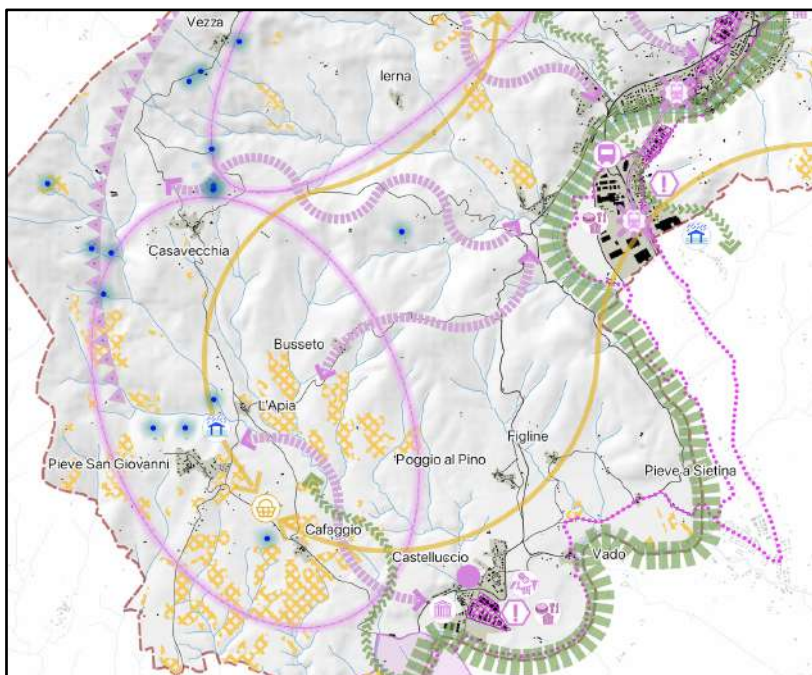 Vezza
Ierna
Casavecchia
Busseto
L'Apia
Figline
Poggio al Pino
Pieve San Giovanni
Pieve a Sietina
Cafaggio
Castelluccio
Vado